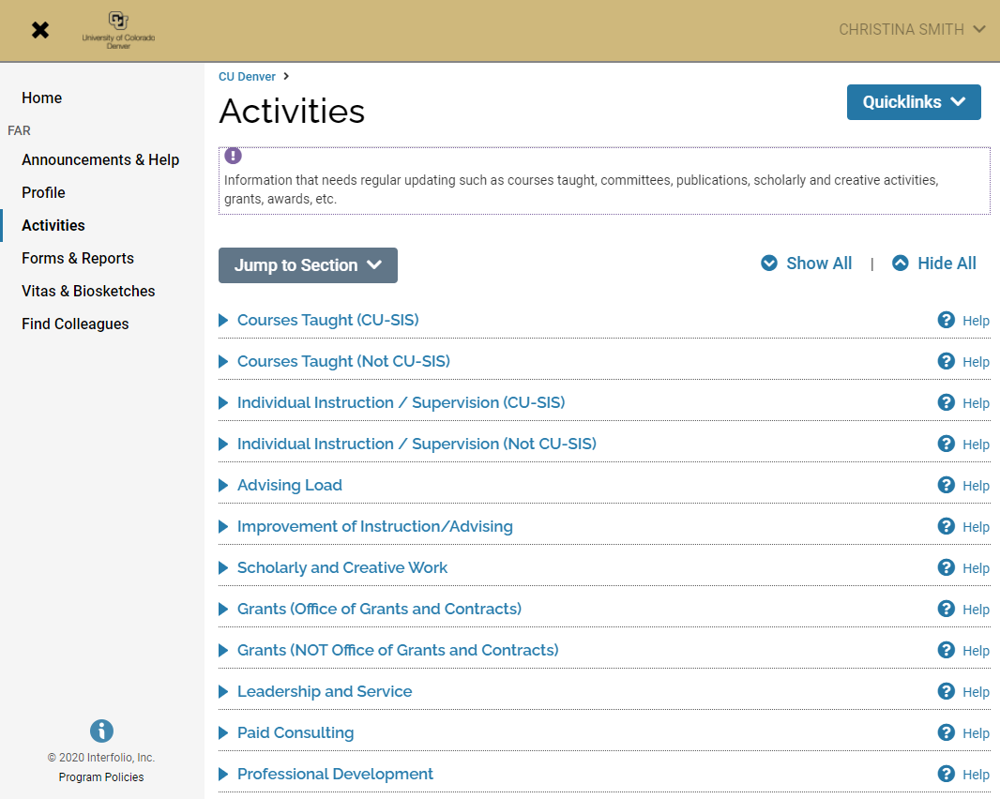 University of Colorado
Denver
CHRISTINA SMITH
Home
FAR
Announcements & Help
Profile
Activities
Forms & Reports
Vitas & Biosketches
Find Colleagues
© 2020 Interfolio, Inc.
Program Policies
CU Denver
Activities
Quicklinks
Information that needs regular updating such as courses taught, committees, publications, scholarly and creative activities,
grants, awards, etc.
Jump to Section
Show All | Hide All
Courses Taught (CU-SIS) Help
Courses Taught (Not CU-SIS) Help
Individual Instruction / Supervision (CU-SIS) Help
Individual Instruction / Supervision (Not CU-SIS) Help
Advising Load Help
Improvement of Instruction/Advising Help
Scholarly and Creative Work Help
Grants (Office of Grants and Contracts) Help
Grants (NOT Office of Grants and Contracts) Help
Leadership and Service Help
Paid Consulting Help
Professional Development Help